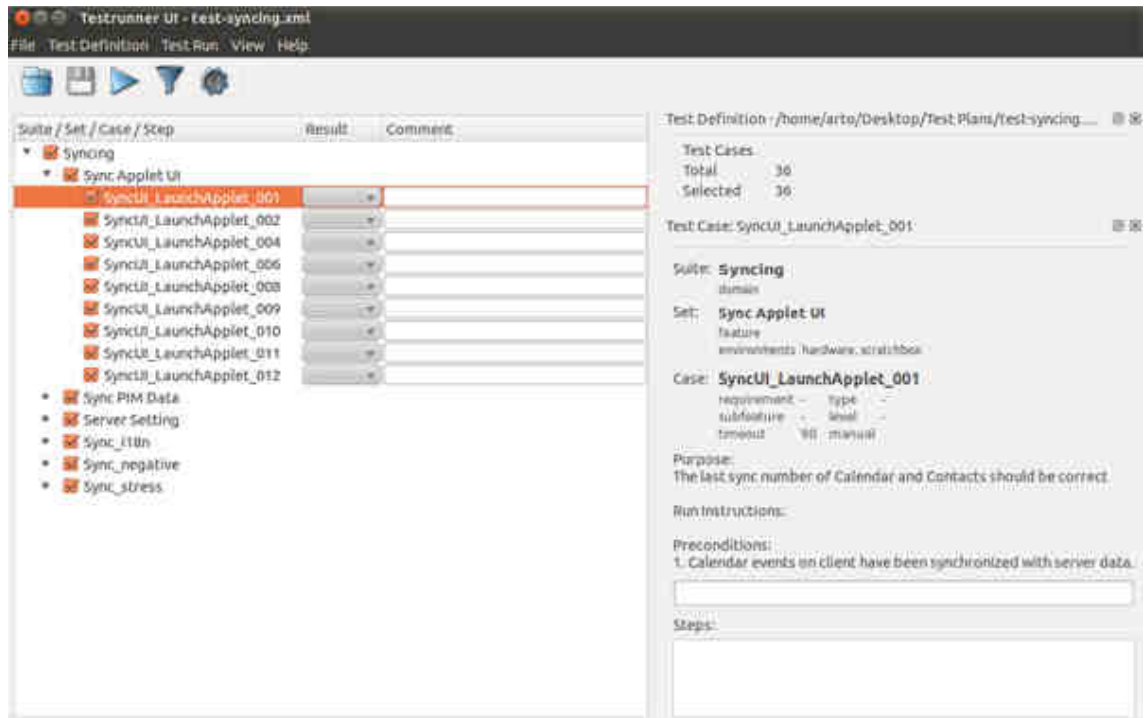 Testrunner UI - test-syncing.xml
File Test Definition Test Run View Help
Suite / Set / Case / Step Result Comment
Syncing
Sync Applet UI
SyncUI_LaunchApplet_001
SyncUI_LaunchApplet_002
SyncUI_LaunchApplet_004
SyncUI_LaunchApplet_006
SyncUI_LaunchApplet_008
SyncUI_LaunchApplet_009
SyncUI_LaunchApplet_010
SyncUI_LaunchApplet_011
SyncUI_LaunchApplet_012
Sync PIM Data
Server Setting
Sync_i18n
Sync_negative
Sync_stress
Test Definition - /home/arto/Desktop/Test Plans/test-syncing....
Test Cases
Total 36
Selected 36
Test Case: SyncUI_LaunchApplet_001
Suite: Syncing
domain
Set: Sync Applet UI
feature
environments hardware, scratchbox
Case: SyncUI_LaunchApplet_001
requirement - type -
subfeature - level -
timeout 90 manual
Purpose:
The last sync number of Calendar and Contacts should be correct
Run Instructions:
Preconditions:
1. Calendar events on client have been synchronized with server data.
Steps: